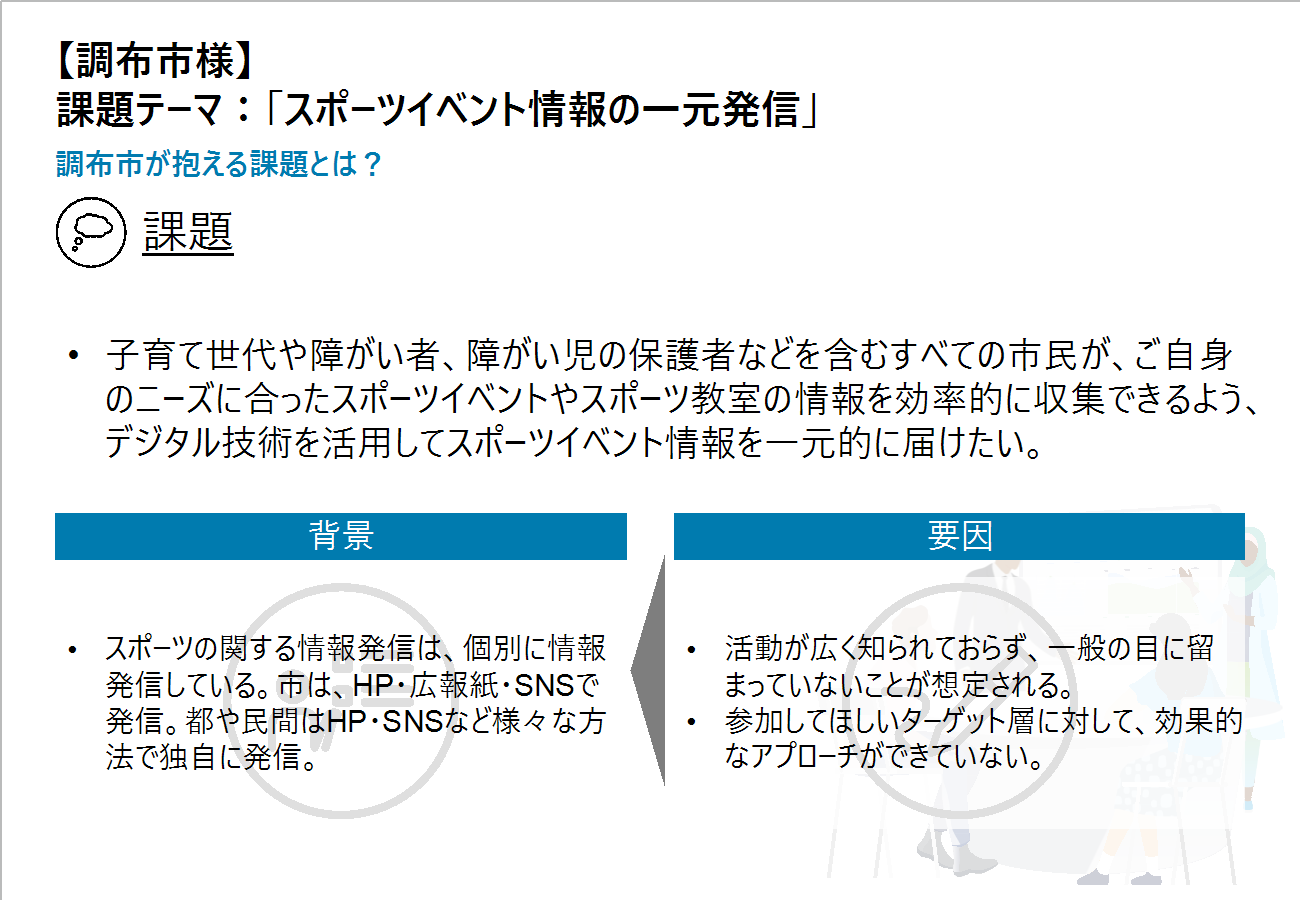 【調布市様】
課題テーマ：「スポーツイベント情報の一元発信」
調布市が抱える課題とは？
課題
• 子育て世代や障がい者、障がい児の保護者などを含むすべての市民が、ご自身
のニーズに合ったスポーツイベントやスポーツ教室の情報を効率的に収集できるよう、
デジタル技術を活用してスポーツイベント情報を一元的に届けたい。
背景
• スポーツの関する情報発信は、個別に情報
発信している。市は、HP・広報紙・SNSで
発信。都や民間はHP・SNSなど様々な方
法で独自に発信。
要因
• 活動が広く知られておらず、一般の目に留
まっていないことが想定される。
• 参加してほしいターゲット層に対して、効果的
なアプローチができていない。